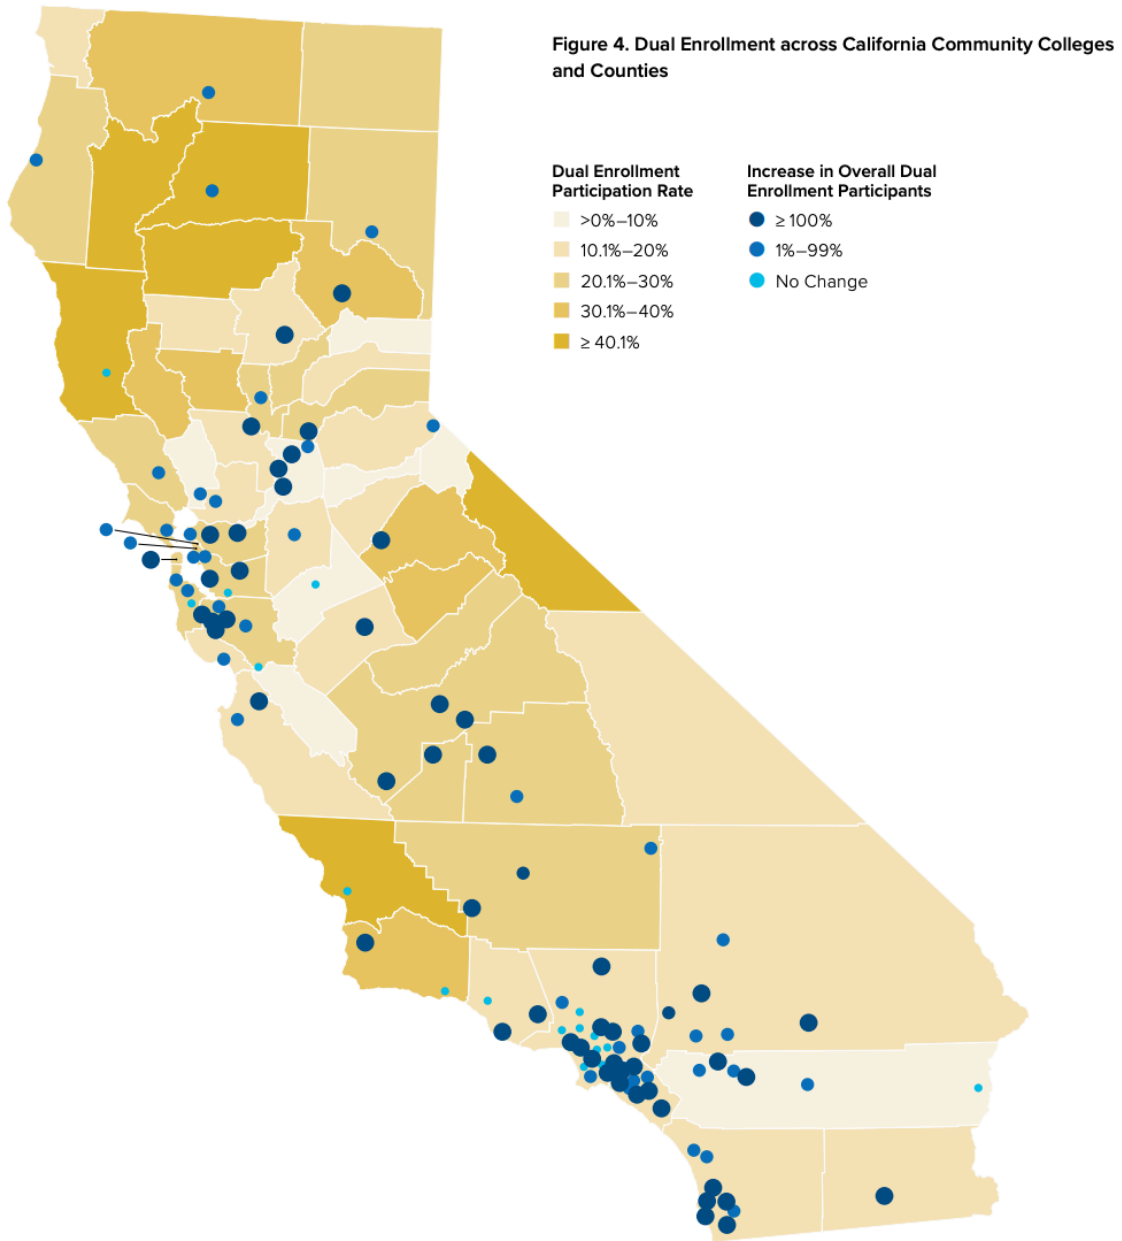 Figure 4. Dual Enrollment across California Community Colleges
and Counties
Dual Enrollment
Participation Rate
>0%–10%
10.1%–20%
20.1%–30%
30.1%–40%
≥ 40.1%
Increase in Overall Dual
Enrollment Participants
≥ 100%
1%–99%
No Change